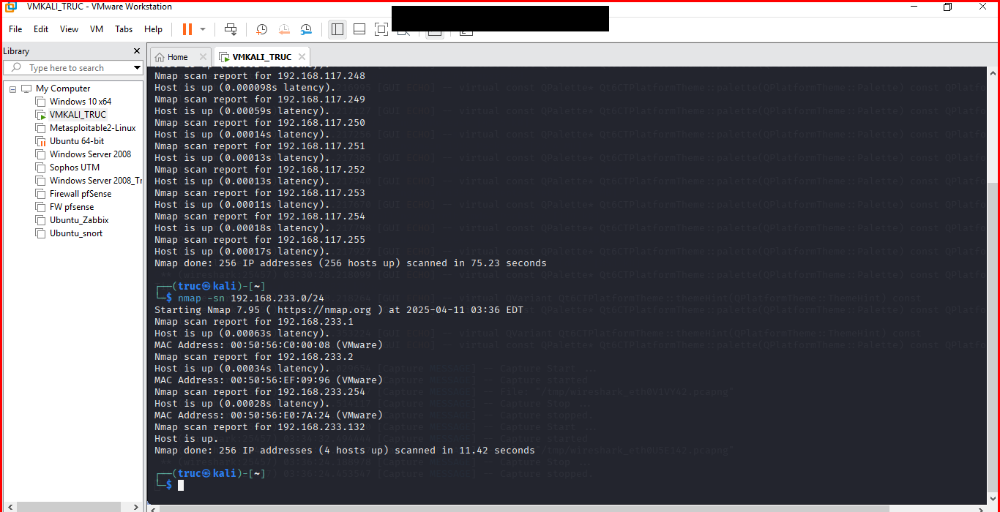 VMKALI_TRUC - VMware Workstation
File Edit View VM Tabs Help
Library
Home
VMKALI_TRUC
Type here to search
My Computer
Windows 10 x64
VMKALI_TRUC
Metasploitable2-Linux
Ubuntu 64-bit
Windows Server 2008
Sophos UTM
Windows Server 2008_Tr
Firewall pfSense
FW pfsense
Ubuntu_Zabbix
Ubuntu_snort
Nmap scan report for 192.168.117.248
Host is up (0.000098s latency).
Nmap scan report for 192.168.117.249
Host is up (0.00059s latency).
Nmap scan report for 192.168.117.250
Host is up (0.00014s latency).
Nmap scan report for 192.168.117.251
Host is up (0.00013s latency).
Nmap scan report for 192.168.117.252
Host is up (0.00013s latency).
Nmap scan report for 192.168.117.253
Host is up (0.00011s latency).
Nmap scan report for 192.168.117.254
Host is up (0.00018s latency).
Nmap scan report for 192.168.117.255
Host is up (0.00017s latency).
Nmap done: 256 IP addresses (256 hosts up) scanned in 75.23 seconds
┌──(truc㉿kali)-[~]
└─$ nmap -sn 192.168.233.0/24
Starting Nmap 7.95 ( https://nmap.org ) at 2025-04-11 03:36 EDT
Nmap scan report for 192.168.233.1
Host is up (0.00063s latency).
MAC Address: 00:50:56:C0:00:08 (VMware)
Nmap scan report for 192.168.233.2
Host is up (0.00034s latency).
MAC Address: 00:50:56:EF:09:96 (VMware)
Nmap scan report for 192.168.233.254
Host is up (0.00028s latency).
MAC Address: 00:50:56:E0:7A:24 (VMware)
Nmap scan report for 192.168.233.132
Host is up.
Nmap done: 256 IP addresses (4 hosts up) scanned in 11.42 seconds
┌──(truc㉿kali)-[~]
└─$